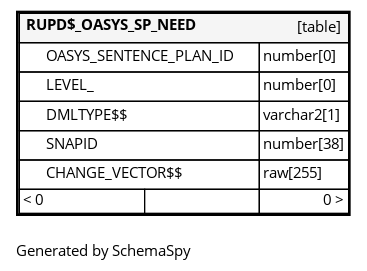 RUPD$_OASYS_SP_NEED [table]
OASYS_SENTENCE_PLAN_ID number[0]
LEVEL_ number[0]
DMLTYPE$$ varchar2[1]
SNAPID number[38]
CHANGE_VECTOR$$ raw[255]
< 0 0 >
Generated by SchemaSpy